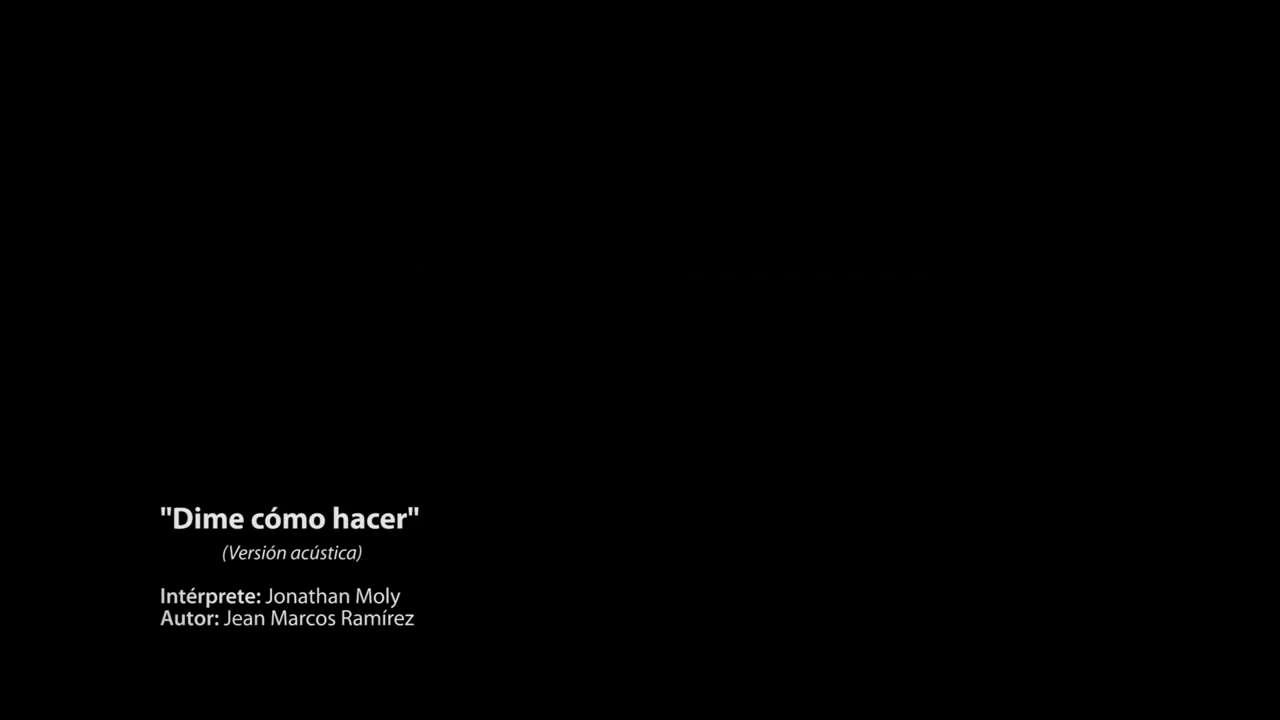 "Dime cómo hacer"
(Versión acústica)
Intérprete: Jonathan Moly
Autor: Jean Marcos Ramírez